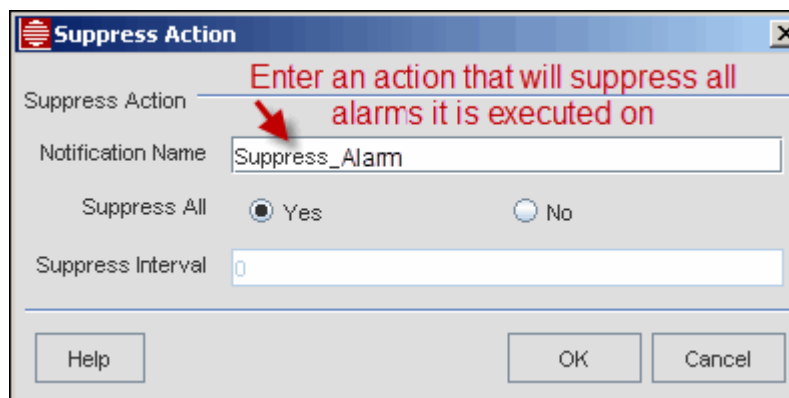 Suppress Action
Enter an action that will suppress all
alarms it is executed on
Suppress Action
Notification Name
Suppress_Alarm
Suppress All
Yes
No
Suppress Interval
0
Help
OK
Cancel